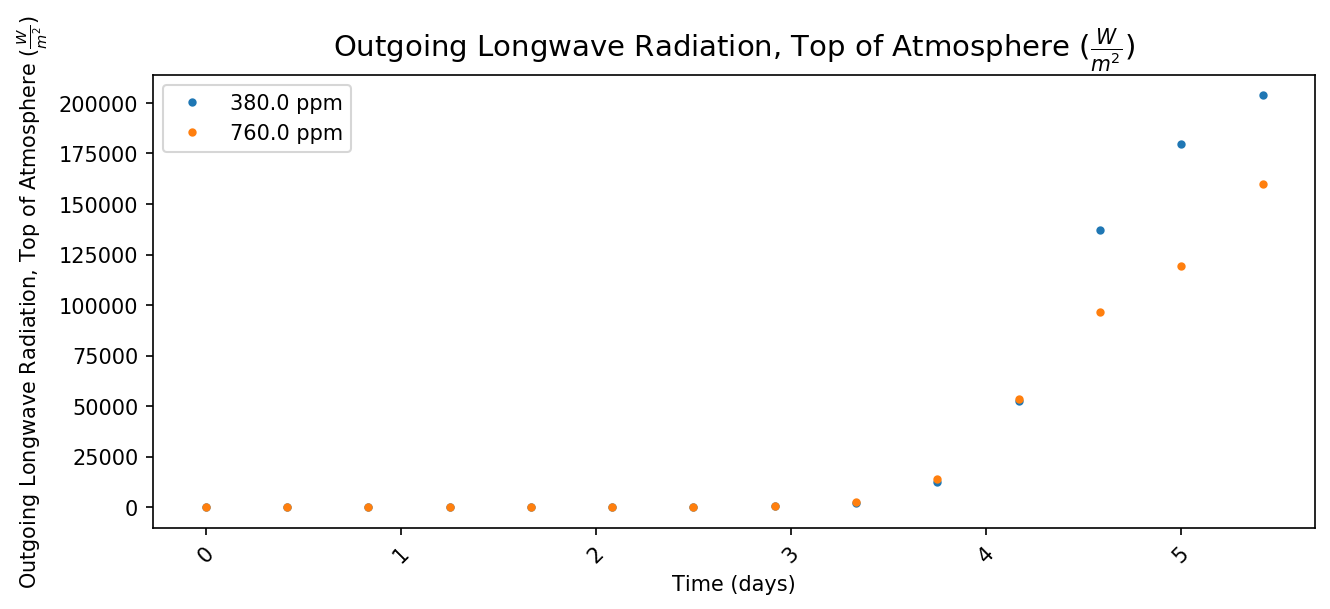 Outgoing Longwave Radiation, Top of Atmosphere (W/m²)
380.0 ppm
760.0 ppm
Outgoing Longwave Radiation, Top of Atmosphere (W/m²)
200000
175000
150000
125000
100000
75000
50000
25000
0
0 1 2 3 4 5
Time (days)